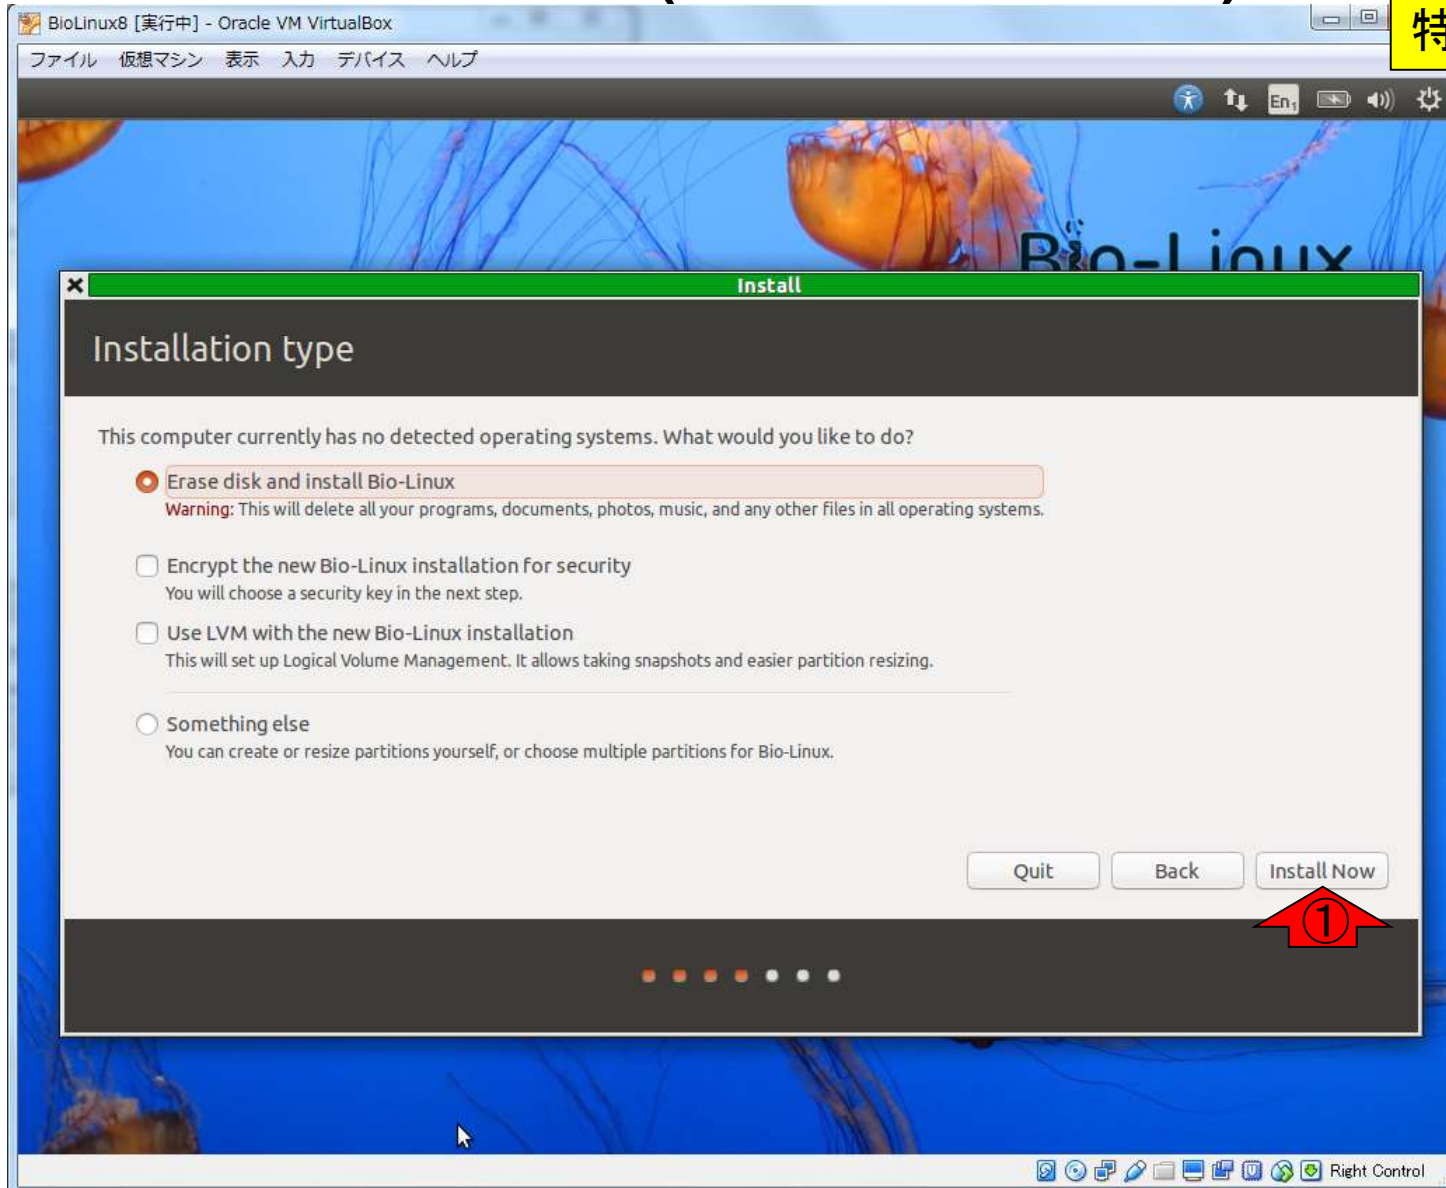 BioLinux8 [実行中] - Oracle VM VirtualBox
特
ファイル 仮想マシン 表示 入力 デバイス ヘルプ
En1
Bio-Linux
Install
Installation type
This computer currently has no detected operating systems. What would you like to do?
Erase disk and install Bio-Linux
Warning: This will delete all your programs, documents, photos, music, and any other files in all operating systems.
Encrypt the new Bio-Linux installation for security
You will choose a security key in the next step.
Use LVM with the new Bio-Linux installation
This will set up Logical Volume Management. It allows taking snapshots and easier partition resizing.
Something else
You can create or resize partitions yourself, or choose multiple partitions for Bio-Linux.
Quit Back Install Now
①
Right Control